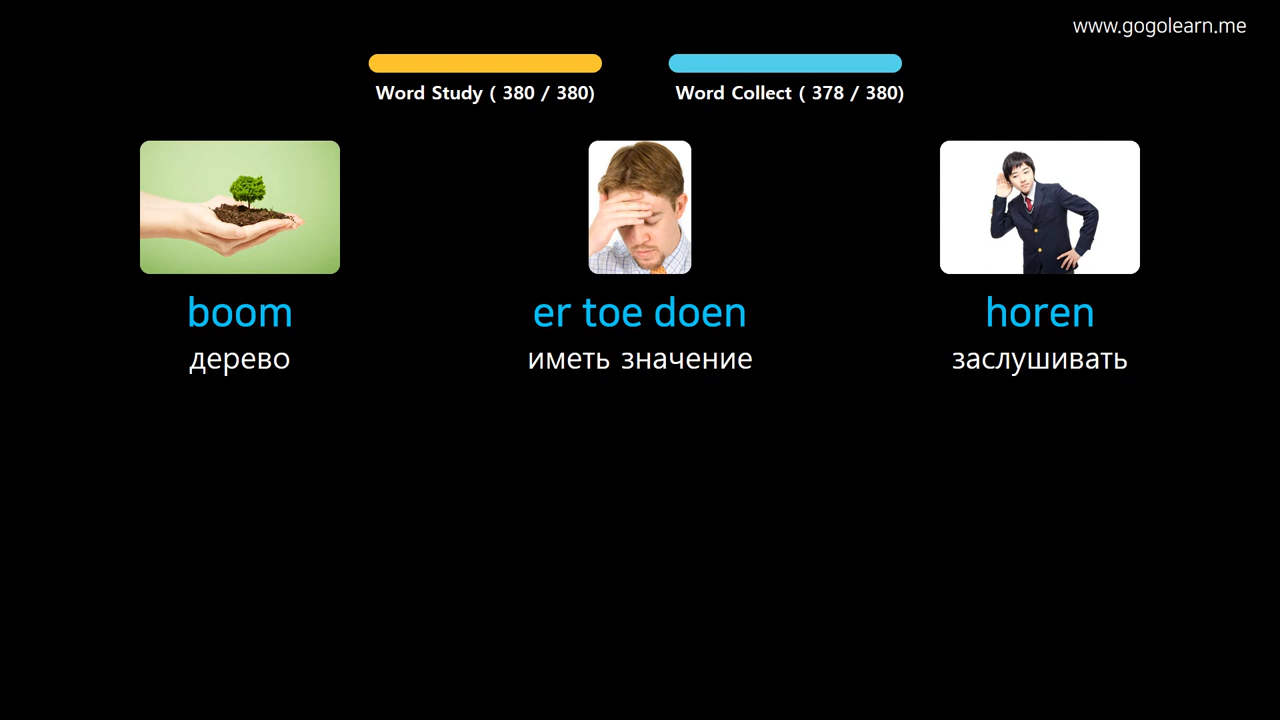 www.gogolearn.me
Word Study ( 380 / 380)
Word Collect ( 378 / 380)
boom
er toe doen
horen
дерево
иметь значение
заслушивать